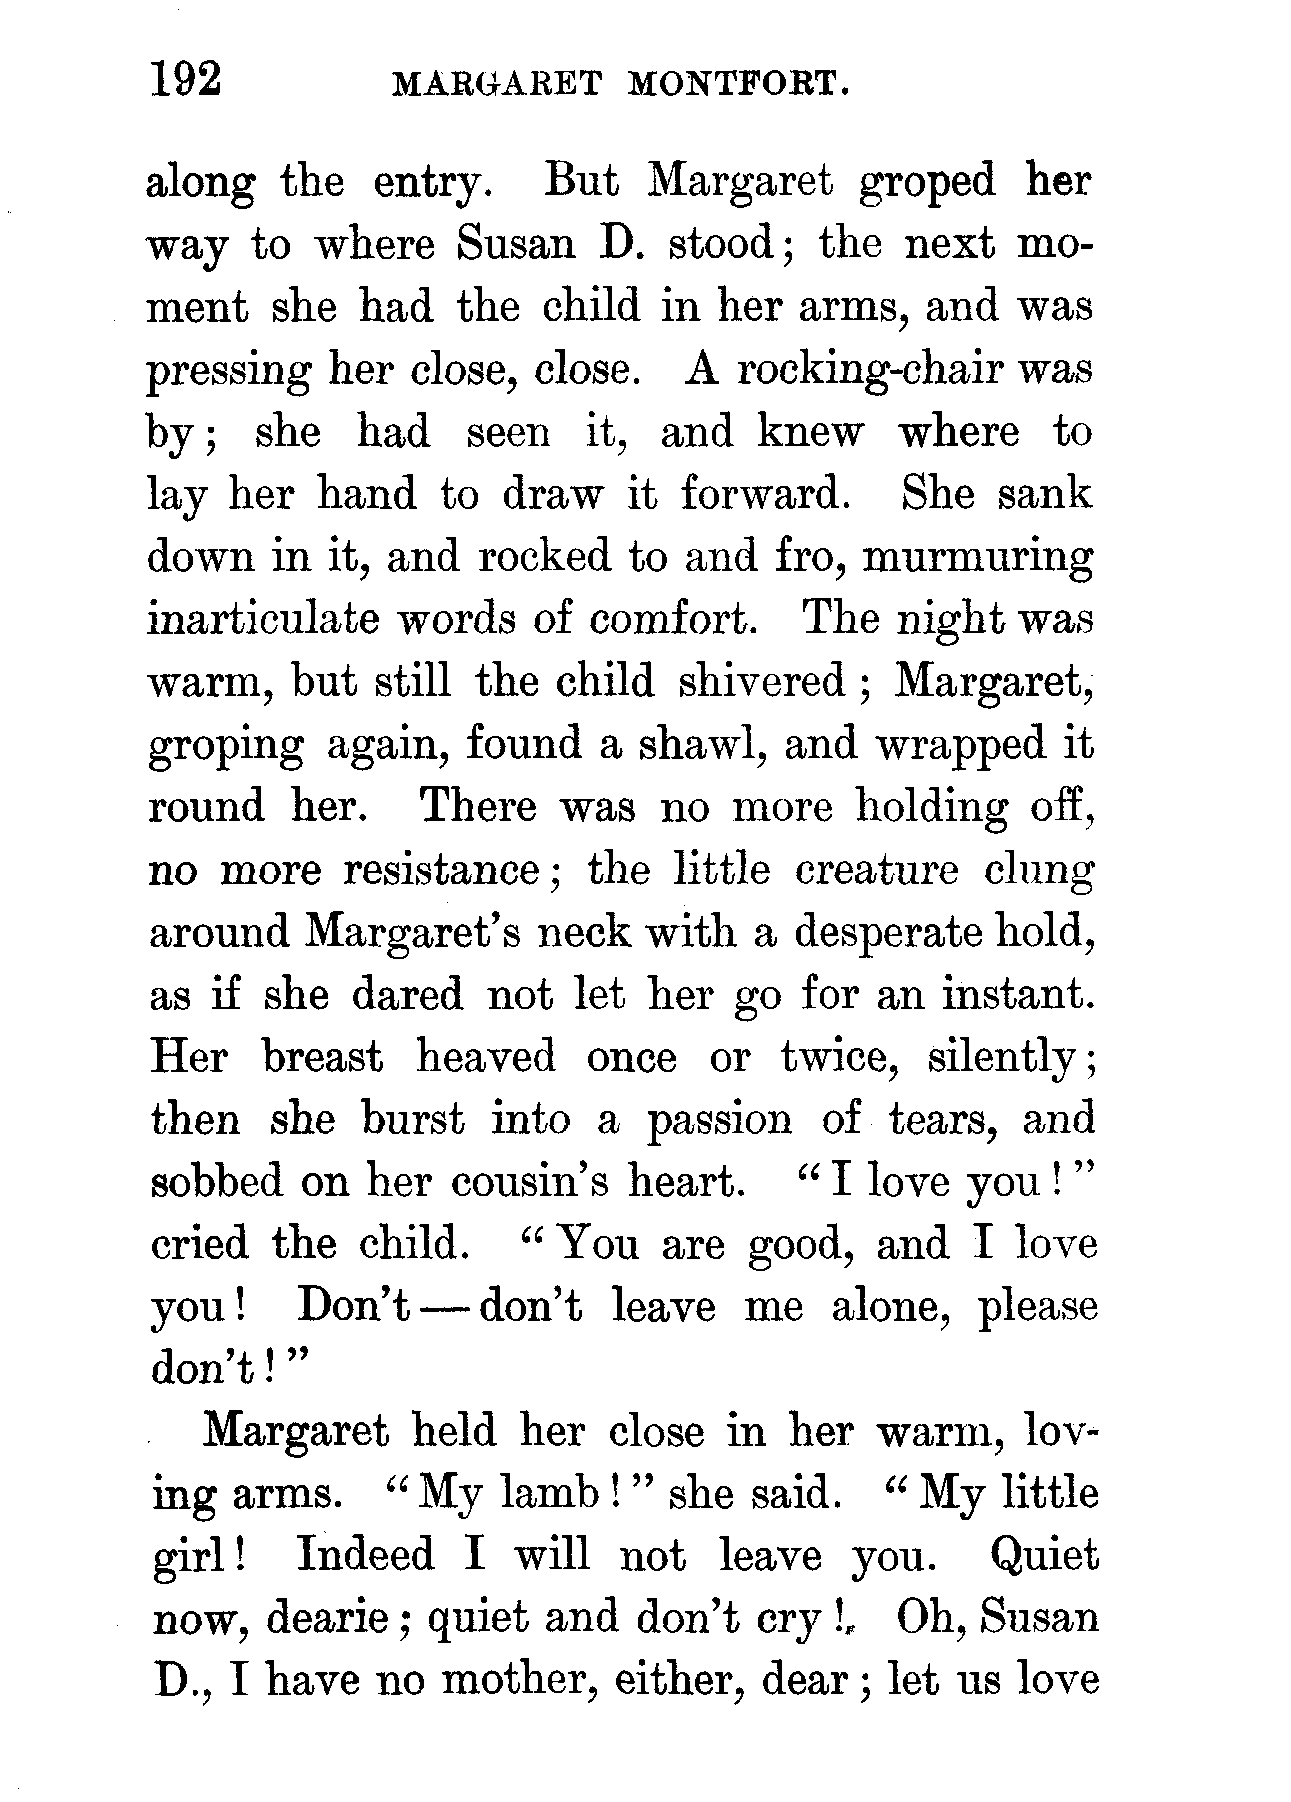 192 MARGARET MONTFORT.
along the entry. But Margaret groped her
way to where Susan D. stood; the next mo-
ment she had the child in her arms, and was
pressing her close, close. A rocking-chair was
by; she had seen it, and knew where to
lay her hand to draw it forward. She sank
down in it, and rocked to and fro, murmuring
inarticulate words of comfort. The night was
warm, but still the child shivered; Margaret,
groping again, found a shawl, and wrapped it
round her. There was no more holding off,
no more resistance; the little creature clung
around Margaret's neck with a desperate hold,
as if she dared not let her go for an instant.
Her breast heaved once or twice, silently;
then she burst into a passion of tears, and
sobbed on her cousin's heart. "I love you!"
cried the child. "You are good, and I love
you! Don't — don't leave me alone, please
don't!"
Margaret held her close in her warm, lov-
ing arms. "My lamb!" she said. "My little
girl! Indeed I will not leave you. Quiet
now, dearie; quiet and don't cry! Oh, Susan
D., I have no mother, either, dear; let us love